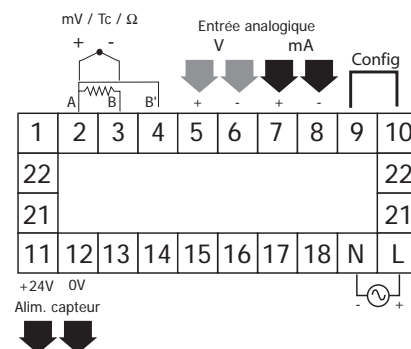 mV / Tc / Ω
Entrée analogique
V mA
+ -
Config
A B B'
+ - + -
1 2 3 4 5 6 7 8 9 10
22 22
21 21
11 12 13 14 15 16 17 18 N L
+24V 0V
- +
Alim. capteur